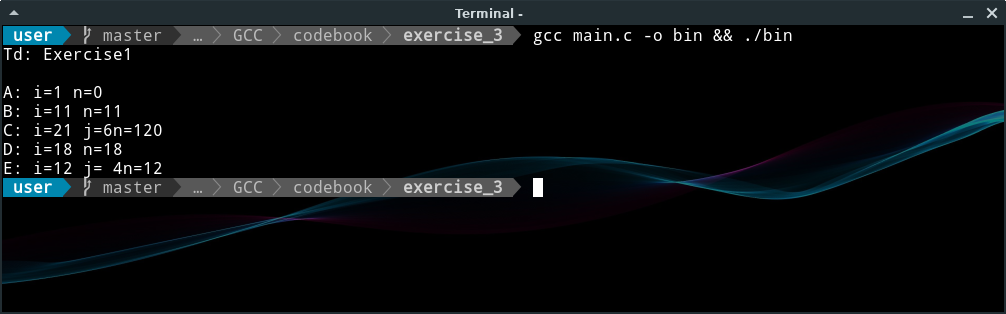 Terminal -
user master … GCC codebook exercise_3 gcc main.c -o bin && ./bin
Td: Exercise1
A: i=1 n=0
B: i=11 n=11
C: i=21 j=6n=120
D: i=18 n=18
E: i=12 j= 4n=12
user master … GCC codebook exercise_3